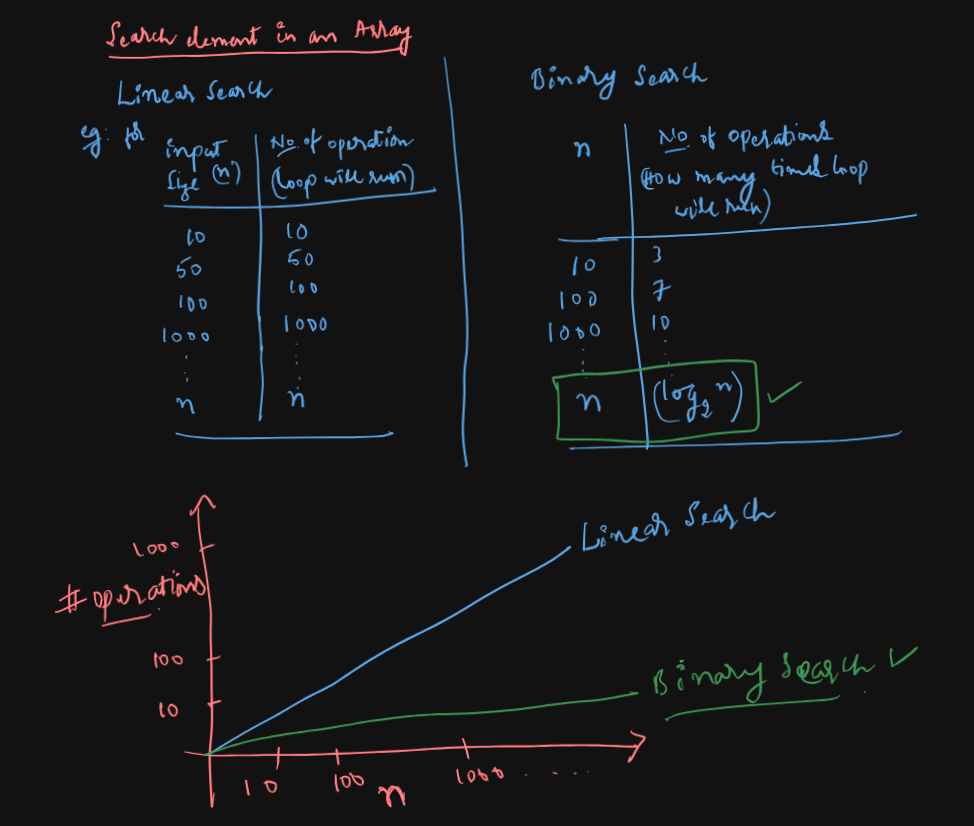 Search element in an Array
Linear Search
eg: for
input size (n) | No. of operation (loop will run)
10 | 10
50 | 50
100 | 100
1000 | 1000
n | n
Binary Search
n | No of operations (How many times loop will run)
10 | 3
100 | 7
1000 | 10
n | (log₂n) ✓
# operations
1000
100
10
Linear Search
Binary Search ✓
10 100 1000 . . . . .
n